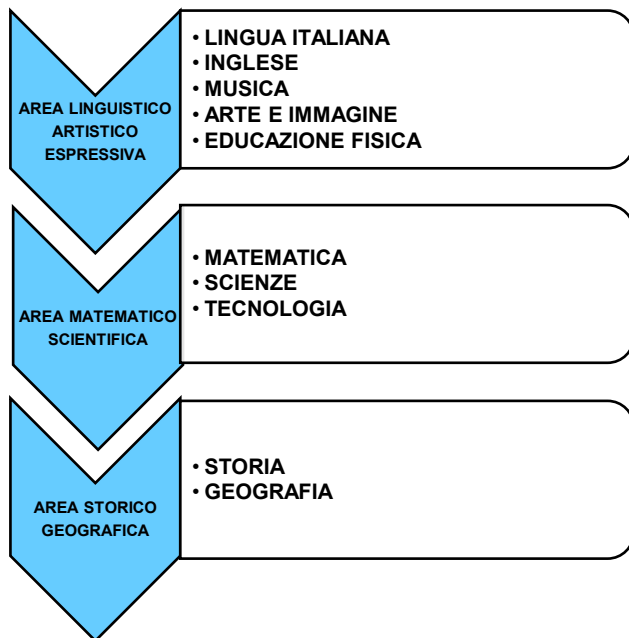 AREA LINGUISTICO
ARTISTICO
ESPRESSIVA
• LINGUA ITALIANA
• INGLESE
• MUSICA
• ARTE E IMMAGINE
• EDUCAZIONE FISICA
AREA MATEMATICO
SCIENTIFICA
• MATEMATICA
• SCIENZE
• TECNOLOGIA
AREA STORICO
GEOGRAFICA
• STORIA
• GEOGRAFIA